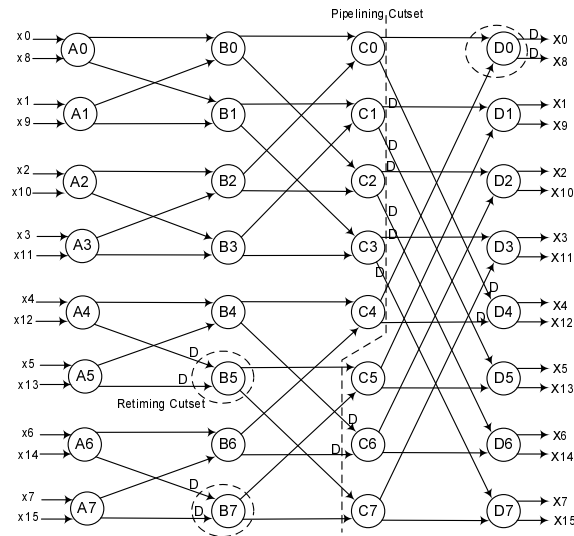 Pipelining Cutset
x0 A0 B0 C0 D0 D X0
x8 D X8
x1 A1 B1 C1 D D1 X1
x9 X9
D
x2 A2 B2 C2 D D2 X2
x10 X10
D
x3 A3 B3 C3 D D3 X3
x11 X11
D
D
x4 A4 B4 C4 D D4 X4
x12 X12
D
x5 A5 D B5 C5 D5 X5
x13 X13
Retiming Cutset
D
x6 A6 B6 D C6 D6 X6
x14 X14
D
x7 A7 D B7 C7 D7 X7
x15 X15